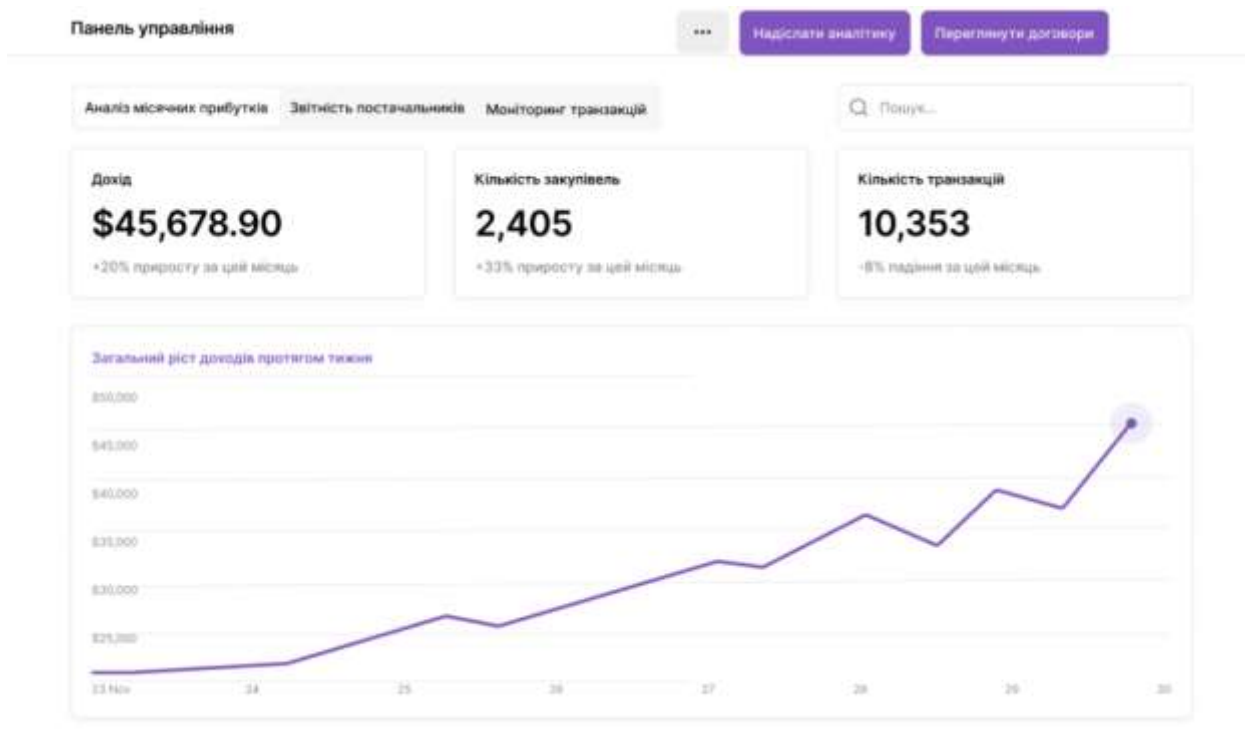 Панель управління
...
Надіслати аналітику
Переглянути договори
Аналіз місячних прибутків
Звітність постачальників
Моніторинг транзакцій
Пошук...
Дохід
$45,678.90
+20% приросту за цей місяць
Кількість закупівель
2,405
+33% приросту за цей місяць
Кількість транзакцій
10,353
-8% падіння за цей місяць
Загальний ріст доходів протягом тижня
$50,000
$45,000
$40,000
$35,000
$30,000
$25,000
23 Nov 24 25 26 27 28 29 30